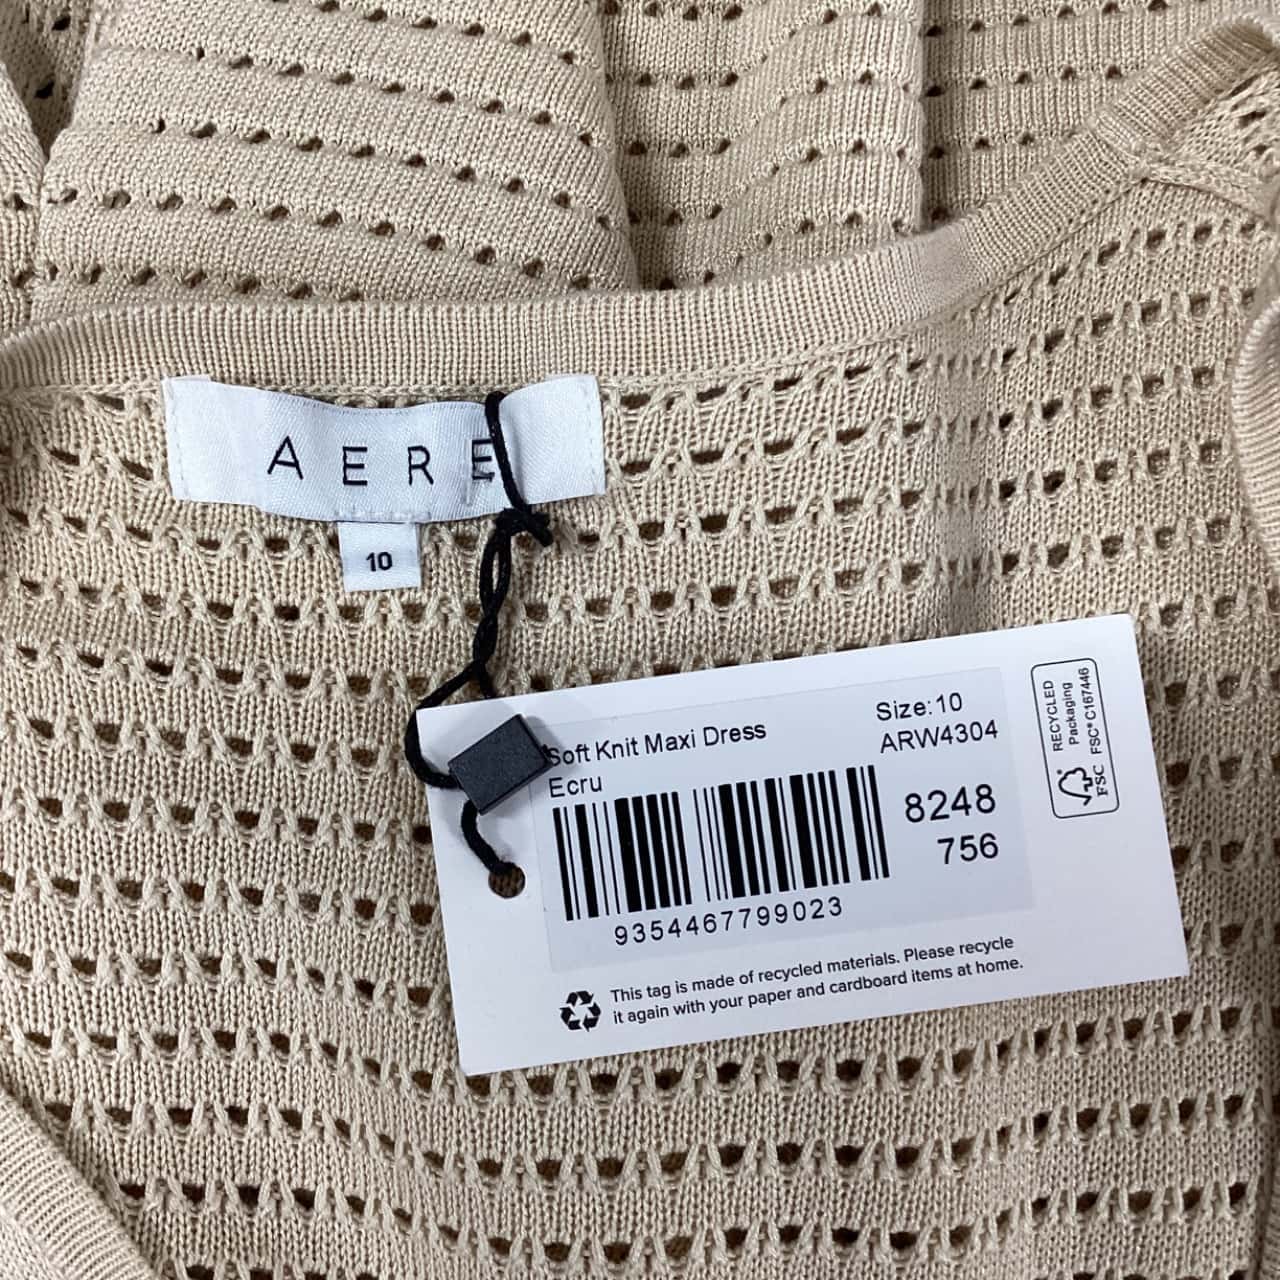 AERE
10
Soft Knit Maxi Dress
Ecru
Size:10
ARW4304
8248
756
9354467799023
This tag is made of recycled materials. Please recycle
it again with your paper and cardboard items at home.
RECYCLED
Packaging
FSC® C167446
FSC